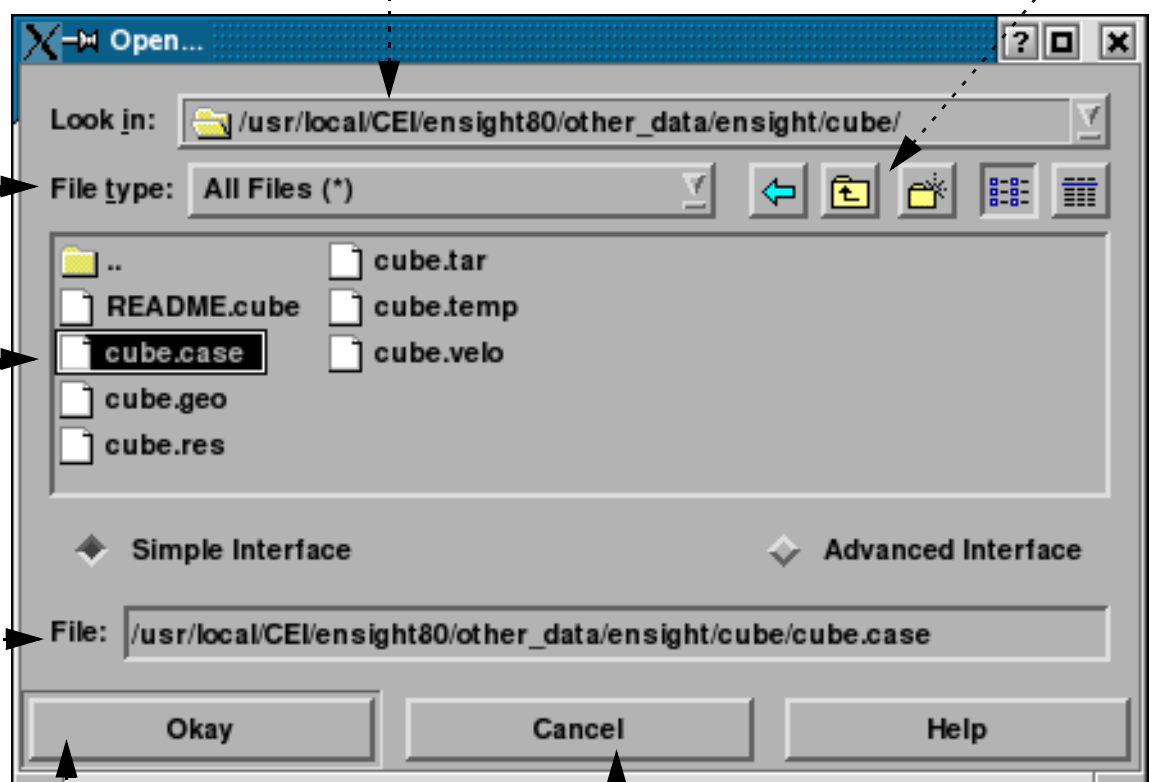 Open...
Look in: /usr/local/CEI/ensight80/other_data/ensight/cube/
File type: All Files (*)
.. cube.tar
README.cube cube.temp
cube.case cube.velo
cube.geo
cube.res
Simple Interface Advanced Interface
File: /usr/local/CEI/ensight80/other_data/ensight/cube/cube.case
Okay Cancel Help